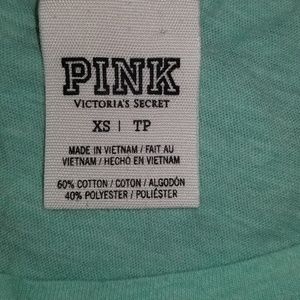 PINK
VICTORIA'S SECRET
XS | TP
MADE IN VIETNAM / FAIT AU
VIETNAM / HECHO EN VIETNAM
60% COTTON / COTON / ALGODÓN
40% POLYESTER / POLIÉSTER